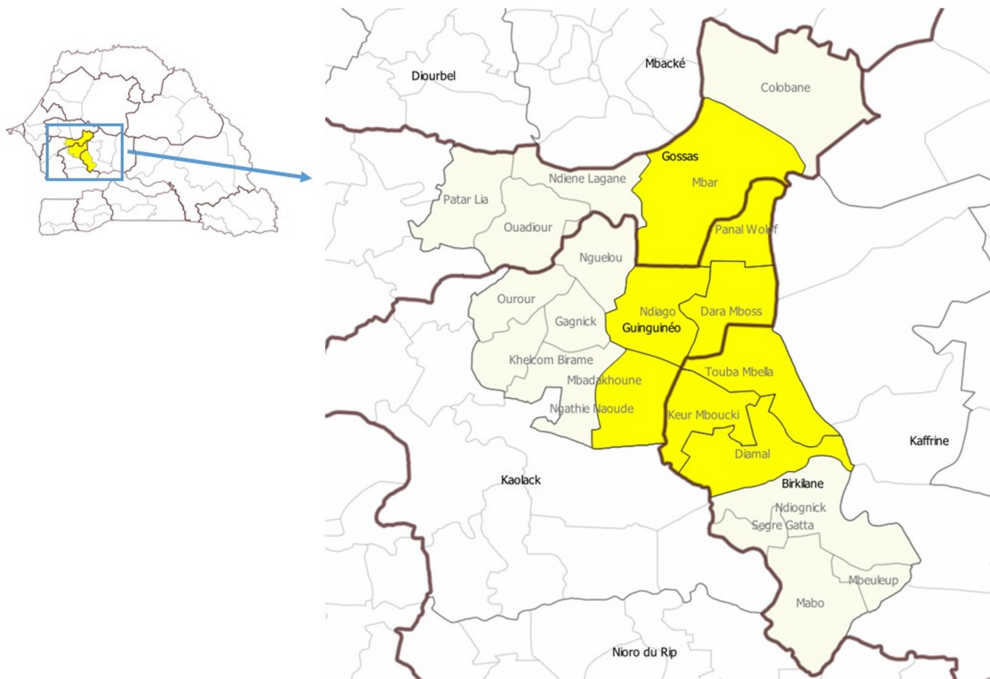 Colobane
Mbacké
Diourbel
Gossas
Ndiene Lagane
Mbar
Patar Lia
Ouadiour
Panal Wolof
Nguelou
Ourour
Ndiago
Dara Mboss
Gagnick
Guinguinéo
Khelcom Birame
Touba Mbella
Mbadakhoune
Ngathie Naoude
Keur Mboucki
Kaffrine
Diamal
Kaolack
Birkilane
Ndiognick
Segre Gatta
Mbeuleup
Mabo
Nioro du Rip